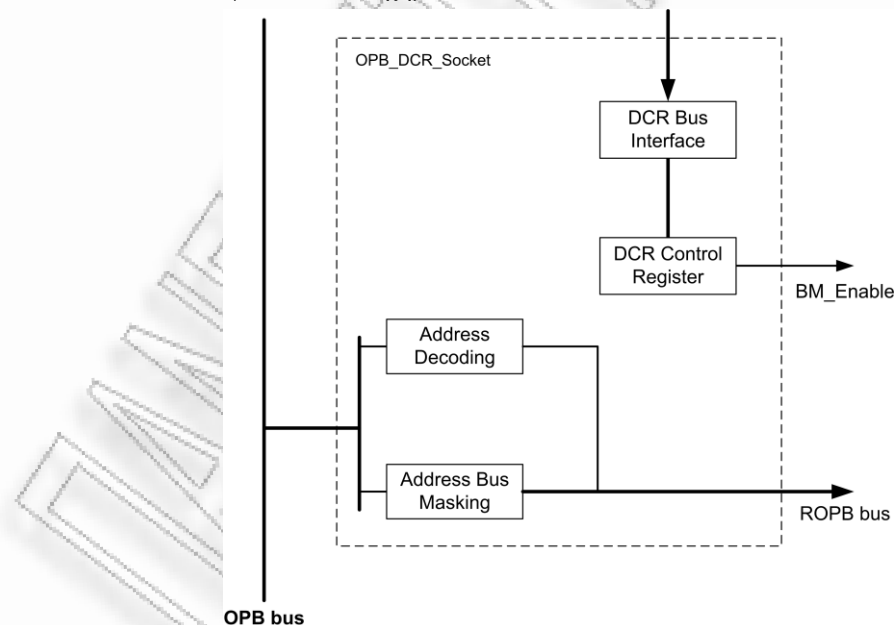 OPB_DCR_Socket
DCR Bus
Interface
DCR Control
Register
BM_Enable
Address
Decoding
Address Bus
Masking
ROPB bus
OPB bus